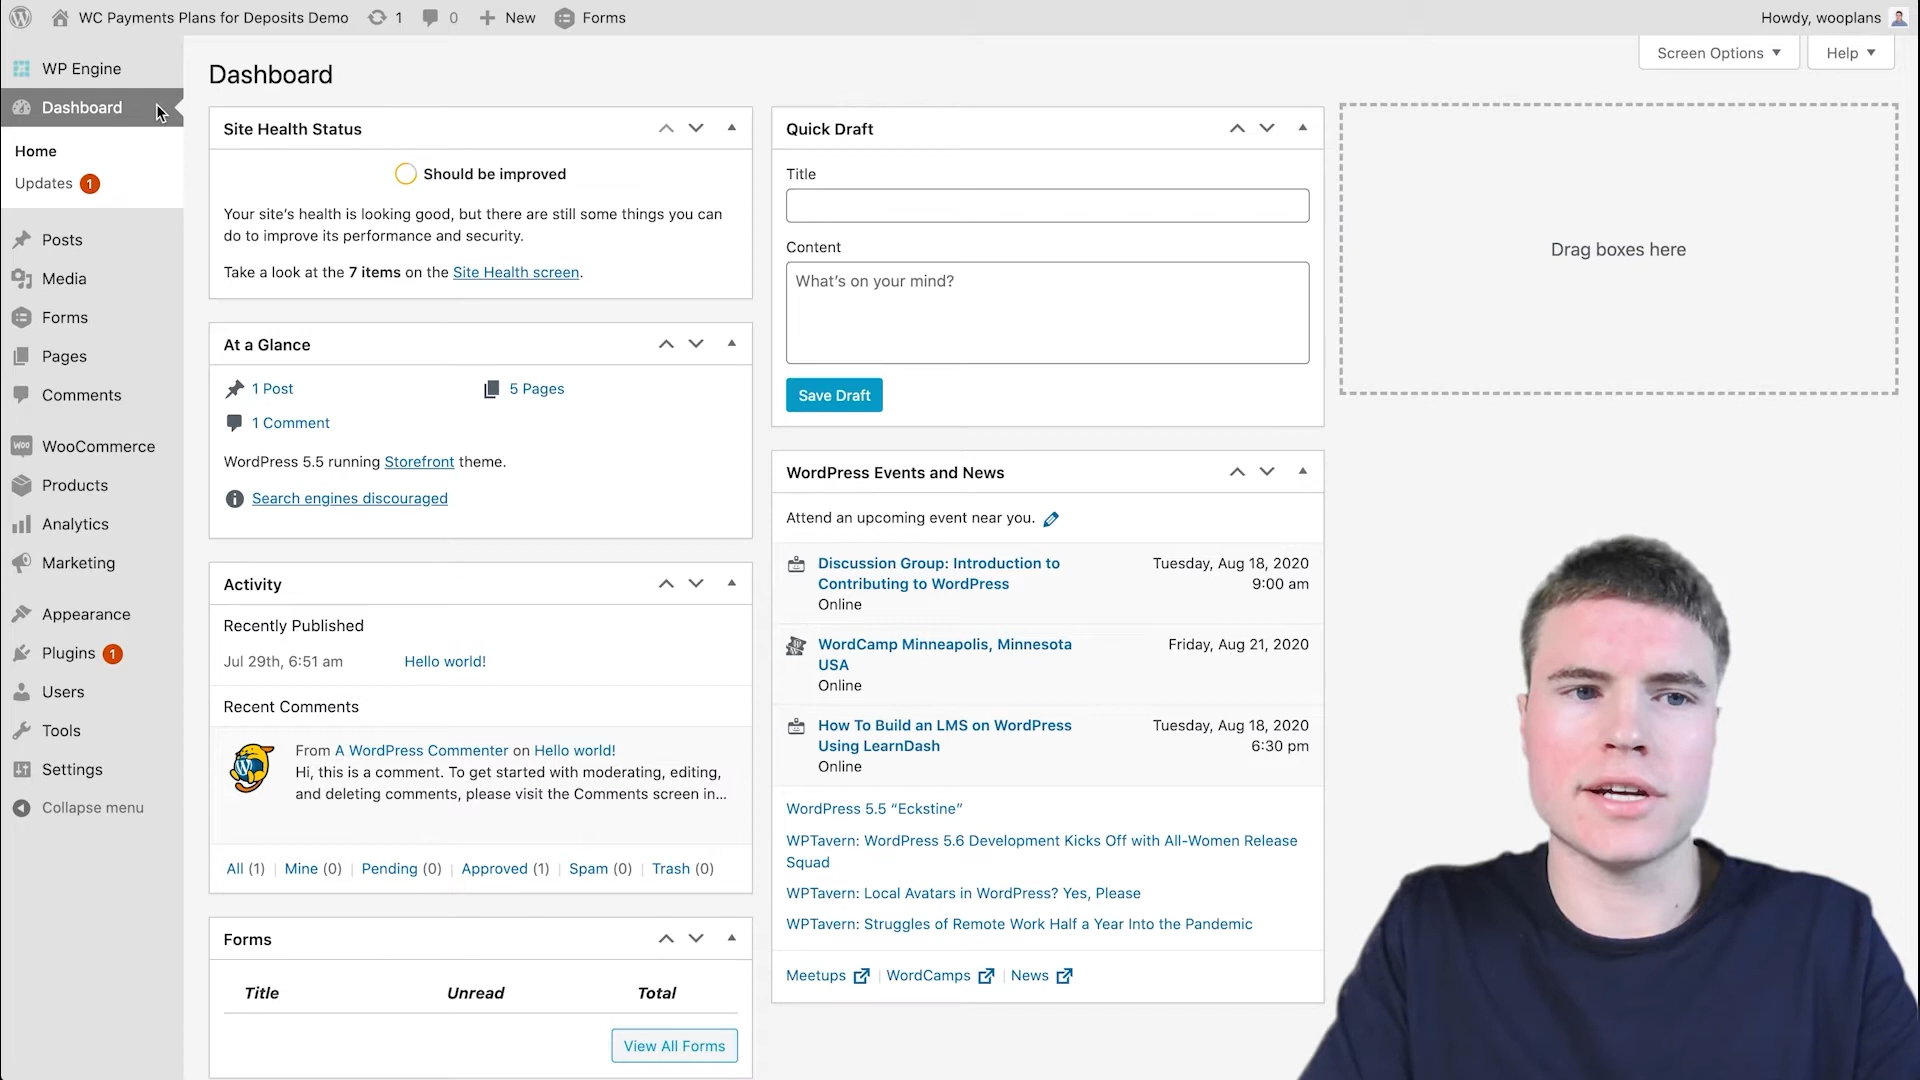 WC Payments Plans for Deposits Demo 1 0 New Forms Howdy, wooplans
Screen Options Help
WP Engine
Dashboard
Home
Updates 1
Posts
Media
Forms
Pages
Comments
WooCommerce
Products
Analytics
Marketing
Appearance
Plugins 1
Users
Tools
Settings
Collapse menu
Dashboard
Site Health Status
Should be improved
Your site's health is looking good, but there are still some things you can
do to improve its performance and security.
Take a look at the 7 items on the Site Health screen.
At a Glance
1 Post 5 Pages
1 Comment
WordPress 5.5 running Storefront theme.
Search engines discouraged
Activity
Recently Published
Jul 29th, 6:51 am Hello world!
Recent Comments
From A WordPress Commenter on Hello world!
Hi, this is a comment. To get started with moderating, editing,
and deleting comments, please visit the Comments screen in…
All (1) | Mine (0) | Pending (0) | Approved (1) | Spam (0) | Trash (0)
Forms
Title Unread Total
View All Forms
Quick Draft
Title
Content
What's on your mind?
Save Draft
WordPress Events and News
Attend an upcoming event near you.
Discussion Group: Introduction to Tuesday, Aug 18, 2020
Contributing to WordPress 9:00 am
Online
WordCamp Minneapolis, Minnesota Friday, Aug 21, 2020
USA
Online
How To Build an LMS on WordPress Tuesday, Aug 18, 2020
Using LearnDash 6:30 pm
Online
WordPress 5.5 “Eckstine”
WPTavern: WordPress 5.6 Development Kicks Off with All-Women Release
Squad
WPTavern: Local Avatars in WordPress? Yes, Please
WPTavern: Struggles of Remote Work Half a Year Into the Pandemic
Meetups | WordCamps | News
Drag boxes here